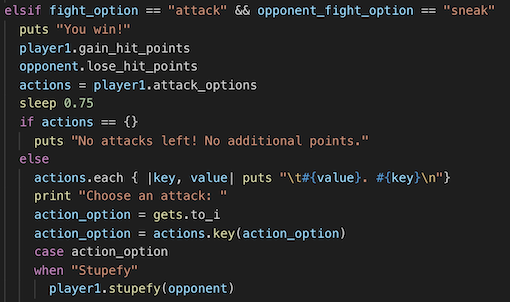 elsif fight_option == "attack" && opponent_fight_option == "sneak"
puts "You win!"
player1.gain_hit_points
opponent.lose_hit_points
actions = player1.attack_options
sleep 0.75
if actions == {}
puts "No attacks left! No additional points."
else
actions.each { |key, value| puts "\t#{value}. #{key}\n"}
print "Choose an attack: "
action_option = gets.to_i
action_option = actions.key(action_option)
case action_option
when "Stupefy"
player1.stupefy(opponent)